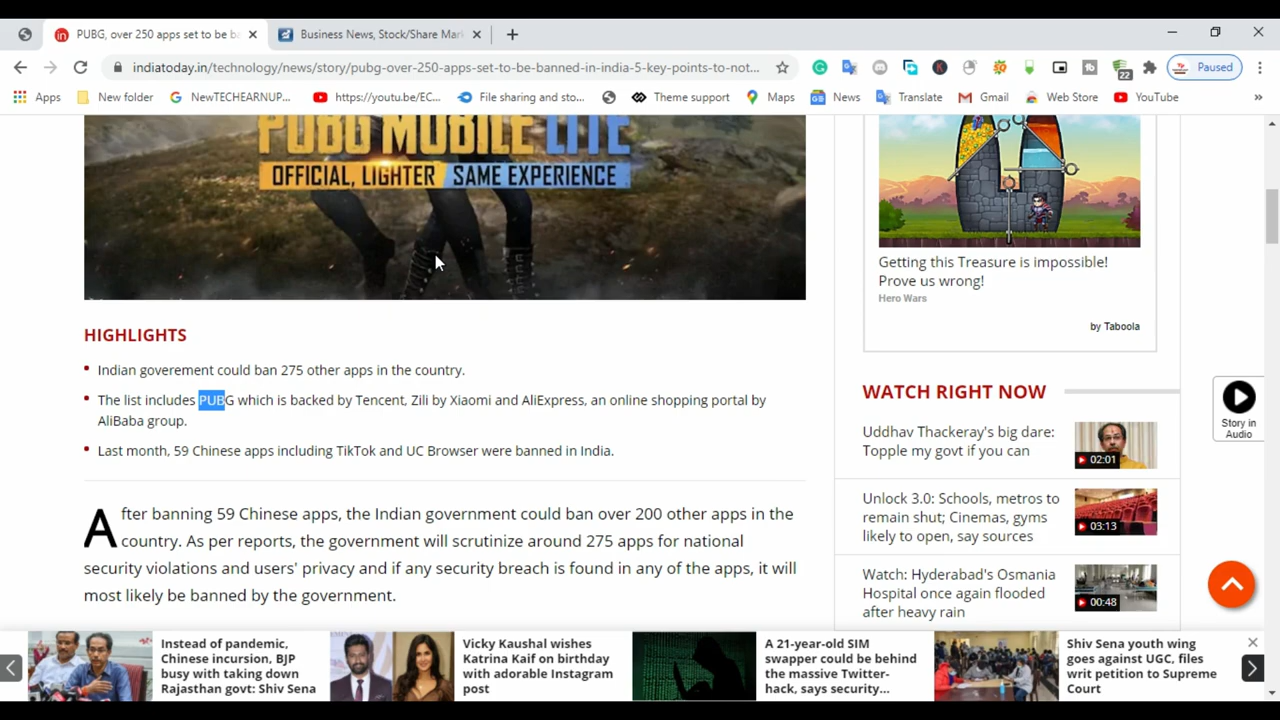 PUBG, over 250 apps set to be ba
Business News, Stock/Share Mark
indiatoday.in/technology/news/story/pubg-over-250-apps-set-to-be-banned-in-india-5-key-points-to-not...
22
Paused
Apps
New folder
NewTECHEARNUP...
https://youtu.be/EC...
File sharing and sto...
Theme support
Maps
News
Translate
Gmail
Web Store
YouTube
»
PUBG MOBILE LITE
OFFICIAL, LIGHTER SAME EXPERIENCE
Getting this Treasure is impossible!
Prove us wrong!
Hero Wars
by Taboola
HIGHLIGHTS
Indian goverement could ban 275 other apps in the country.
The list includes PUBG which is backed by Tencent, Zili by Xiaomi and AliExpress, an online shopping portal by
AliBaba group.
Last month, 59 Chinese apps including TikTok and UC Browser were banned in India.
After banning 59 Chinese apps, the Indian government could ban over 200 other apps in the
country. As per reports, the government will scrutinize around 275 apps for national
security violations and users' privacy and if any security breach is found in any of the apps, it will
most likely be banned by the government.
WATCH RIGHT NOW
Uddhav Thackeray's big dare:
Topple my govt if you can
02:01
Unlock 3.0: Schools, metros to
remain shut; Cinemas, gyms
likely to open, say sources
03:13
Watch: Hyderabad's Osmania
Hospital once again flooded
after heavy rain
00:48
Story in
Audio
Instead of pandemic,
Chinese incursion, BJP
busy with taking down
Rajasthan govt: Shiv Sena
Vicky Kaushal wishes
Katrina Kaif on birthday
with adorable Instagram
post
A 21-year-old SIM
swapper could be behind
the massive Twitter-
hack, says security...
Shiv Sena youth wing
goes against UGC, files
writ petition to Supreme
Court